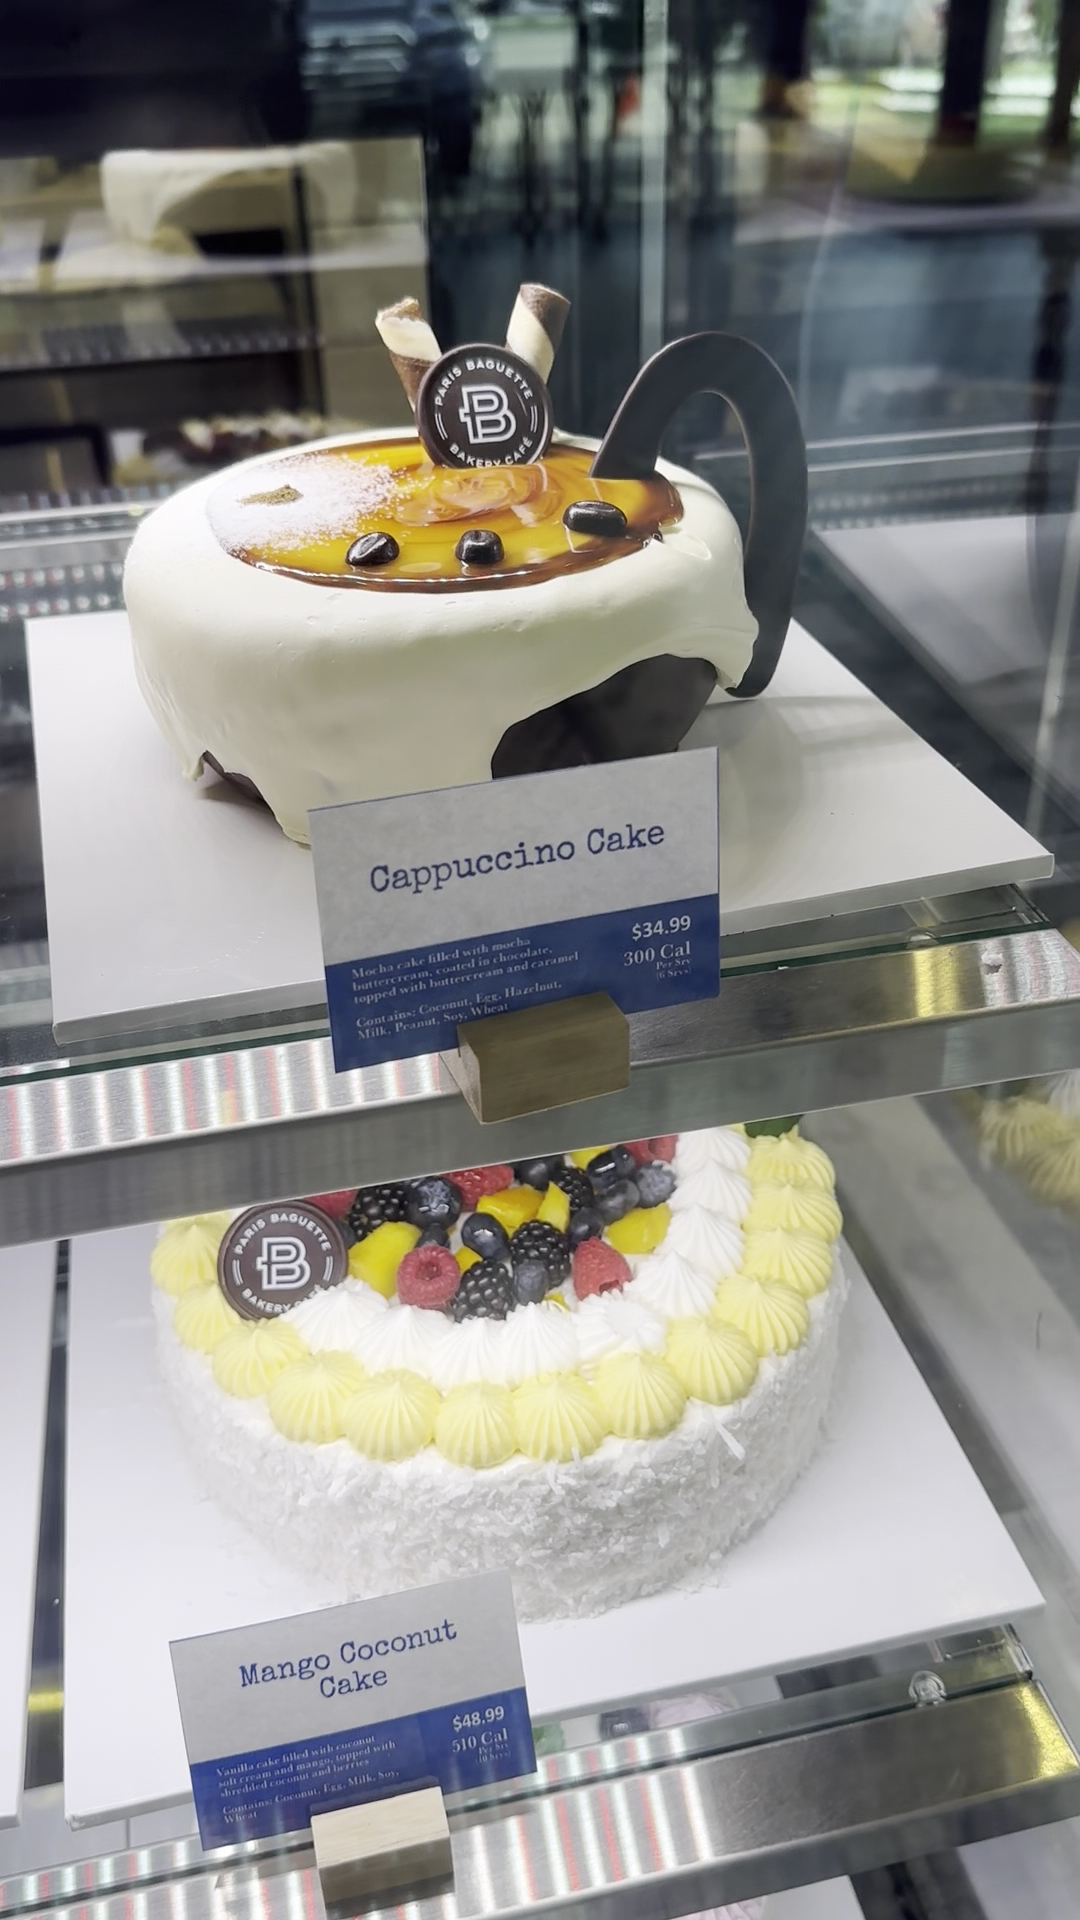 PARIS BAGUETTE
B
BAKERY CAFÉ
Cappuccino Cake
$34.99
300 Cal
Per Srv
(6 Srvs)
Mocha cake filled with mocha
buttercream, coated in chocolate,
topped with buttercream and caramel
Contains: Coconut, Egg, Hazelnut,
Milk, Peanut, Soy, Wheat
PARIS BAGUETTE
B
BAKERY CAFÉ
Mango Coconut
Cake
$48.99
510 Cal
Per Srv
Vanilla cake filled with coconut
soft cream and mango, topped with
shredded coconut and berries
Contains: Coconut, Egg, Milk, Soy,
Wheat